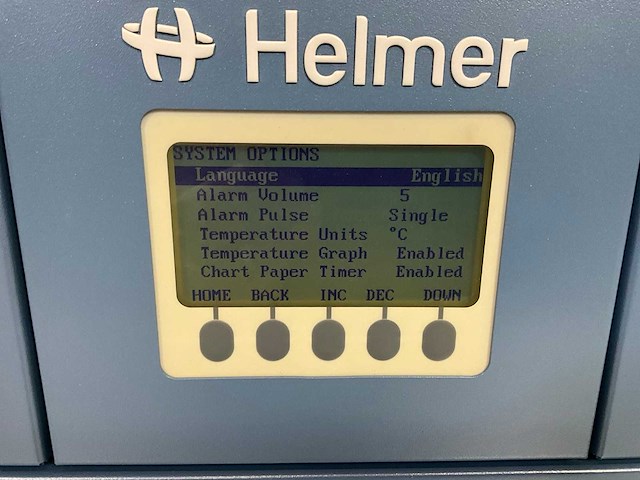 Helmer
SYSTEM OPTIONS
Language English
Alarm Volume 5
Alarm Pulse Single
Temperature Units °C
Temperature Graph Enabled
Chart Paper Timer Enabled
HOME BACK INC DEC DOWN